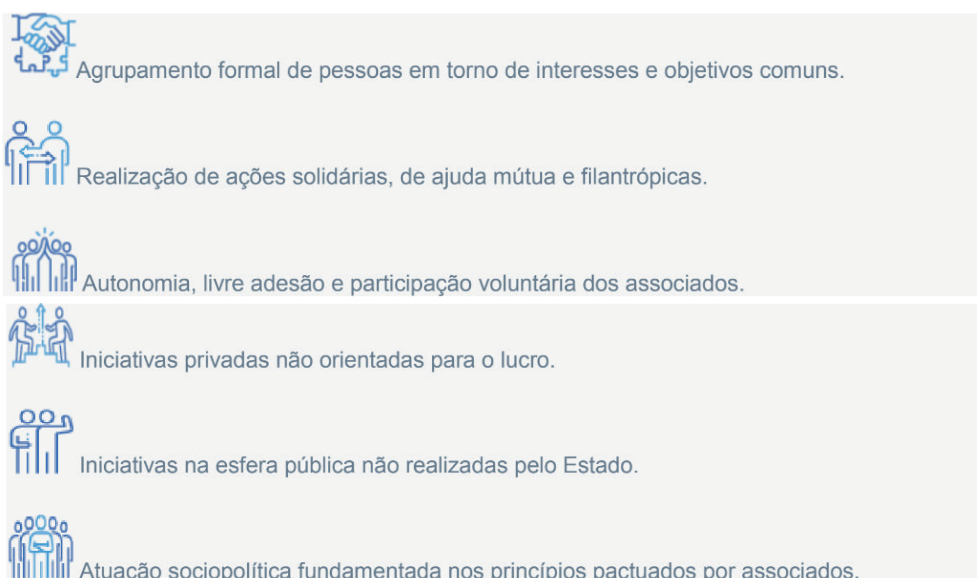 Agrupamento formal de pessoas em torno de interesses e objetivos comuns.
Realização de ações solidárias, de ajuda mútua e filantrópicas.
Autonomia, livre adesão e participação voluntária dos associados.
Iniciativas privadas não orientadas para o lucro.
Iniciativas na esfera pública não realizadas pelo Estado.
Atuação sociopolítica fundamentada nos princípios pactuados por associados.